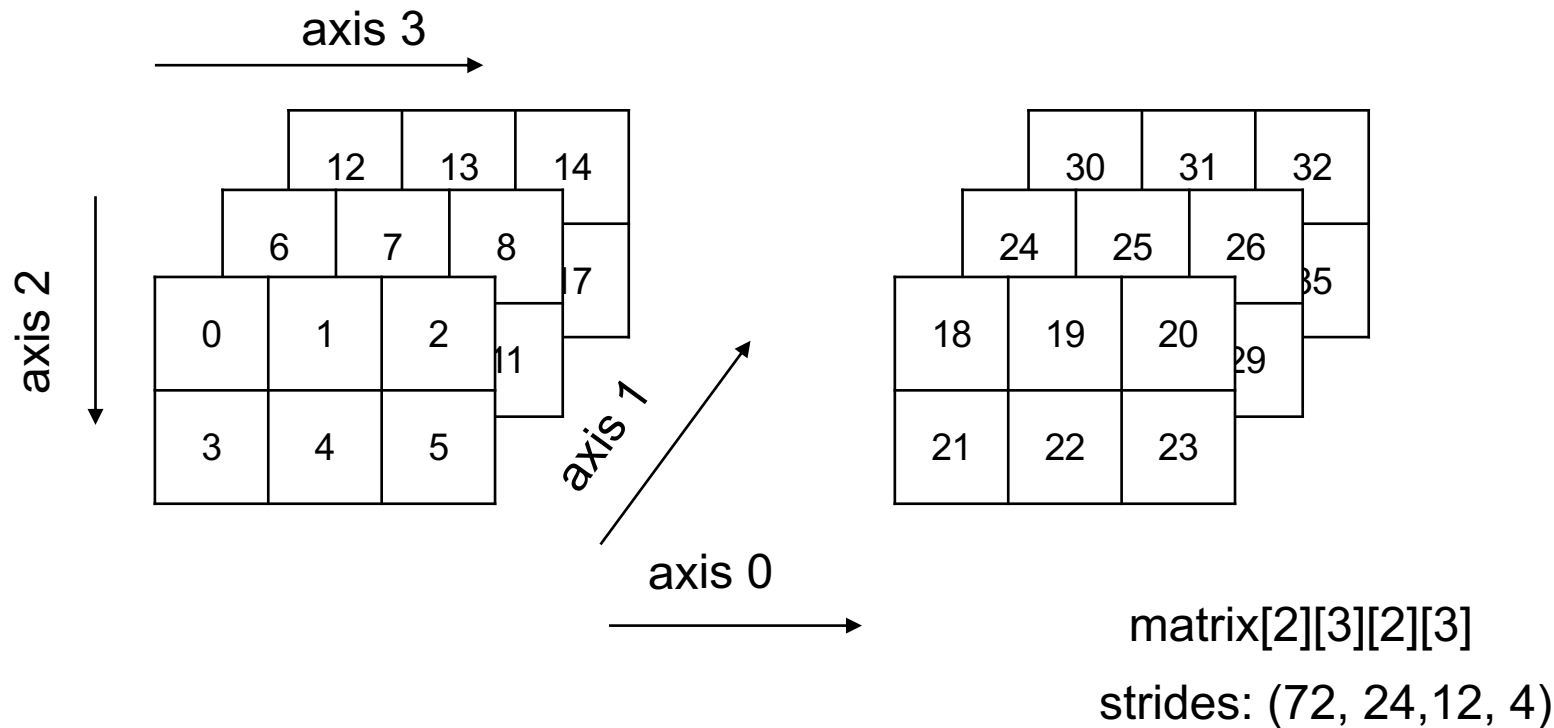 axis 3
12 13 14
30 31 32
6 7 8
24 25 26
17
35
axis 2
0 1 2
11
18 19 20
29
3 4 5
axis 1
21 22 23
axis 0
matrix[2][3][2][3]
strides: (72, 24,12, 4)